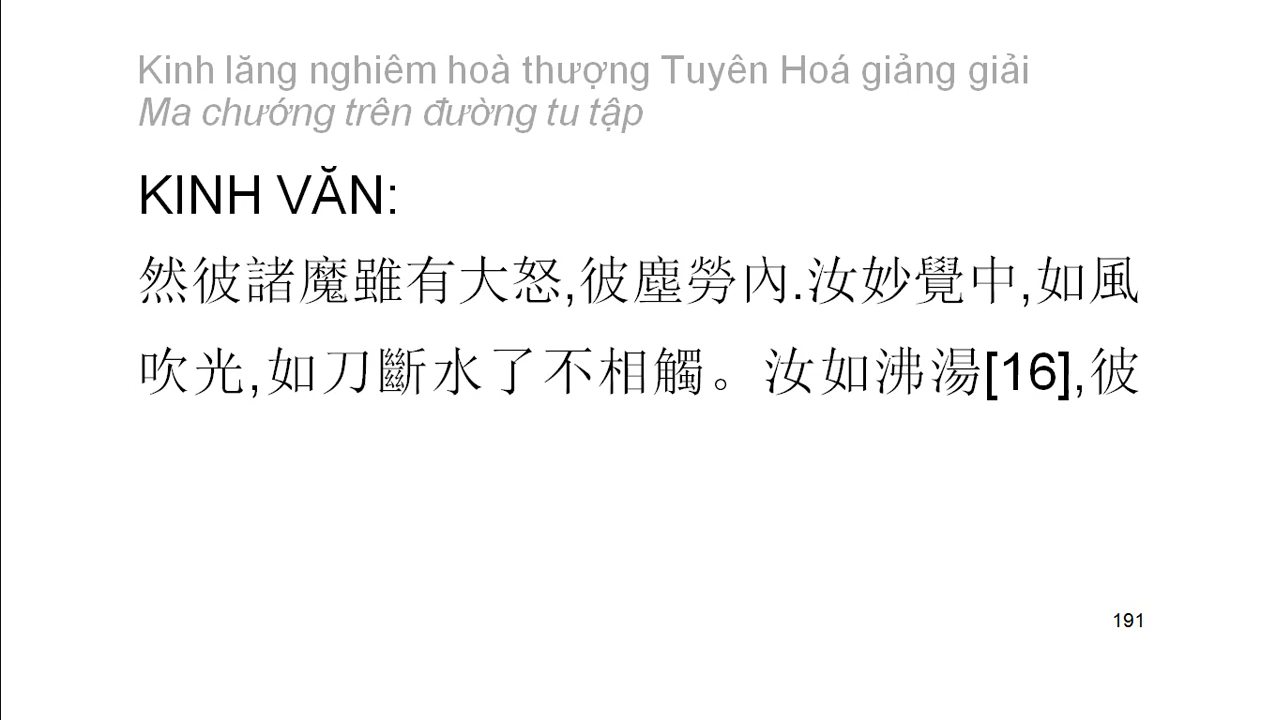 Kinh lăng nghiêm hoà thượng Tuyên Hoá giảng giải
Ma chướng trên đường tu tập
KINH VĂN:
然彼諸魔雖有大怒,彼塵勞內.汝妙覺中,如風
吹光,如刀斷水了不相觸。汝如沸湯[16],彼
191